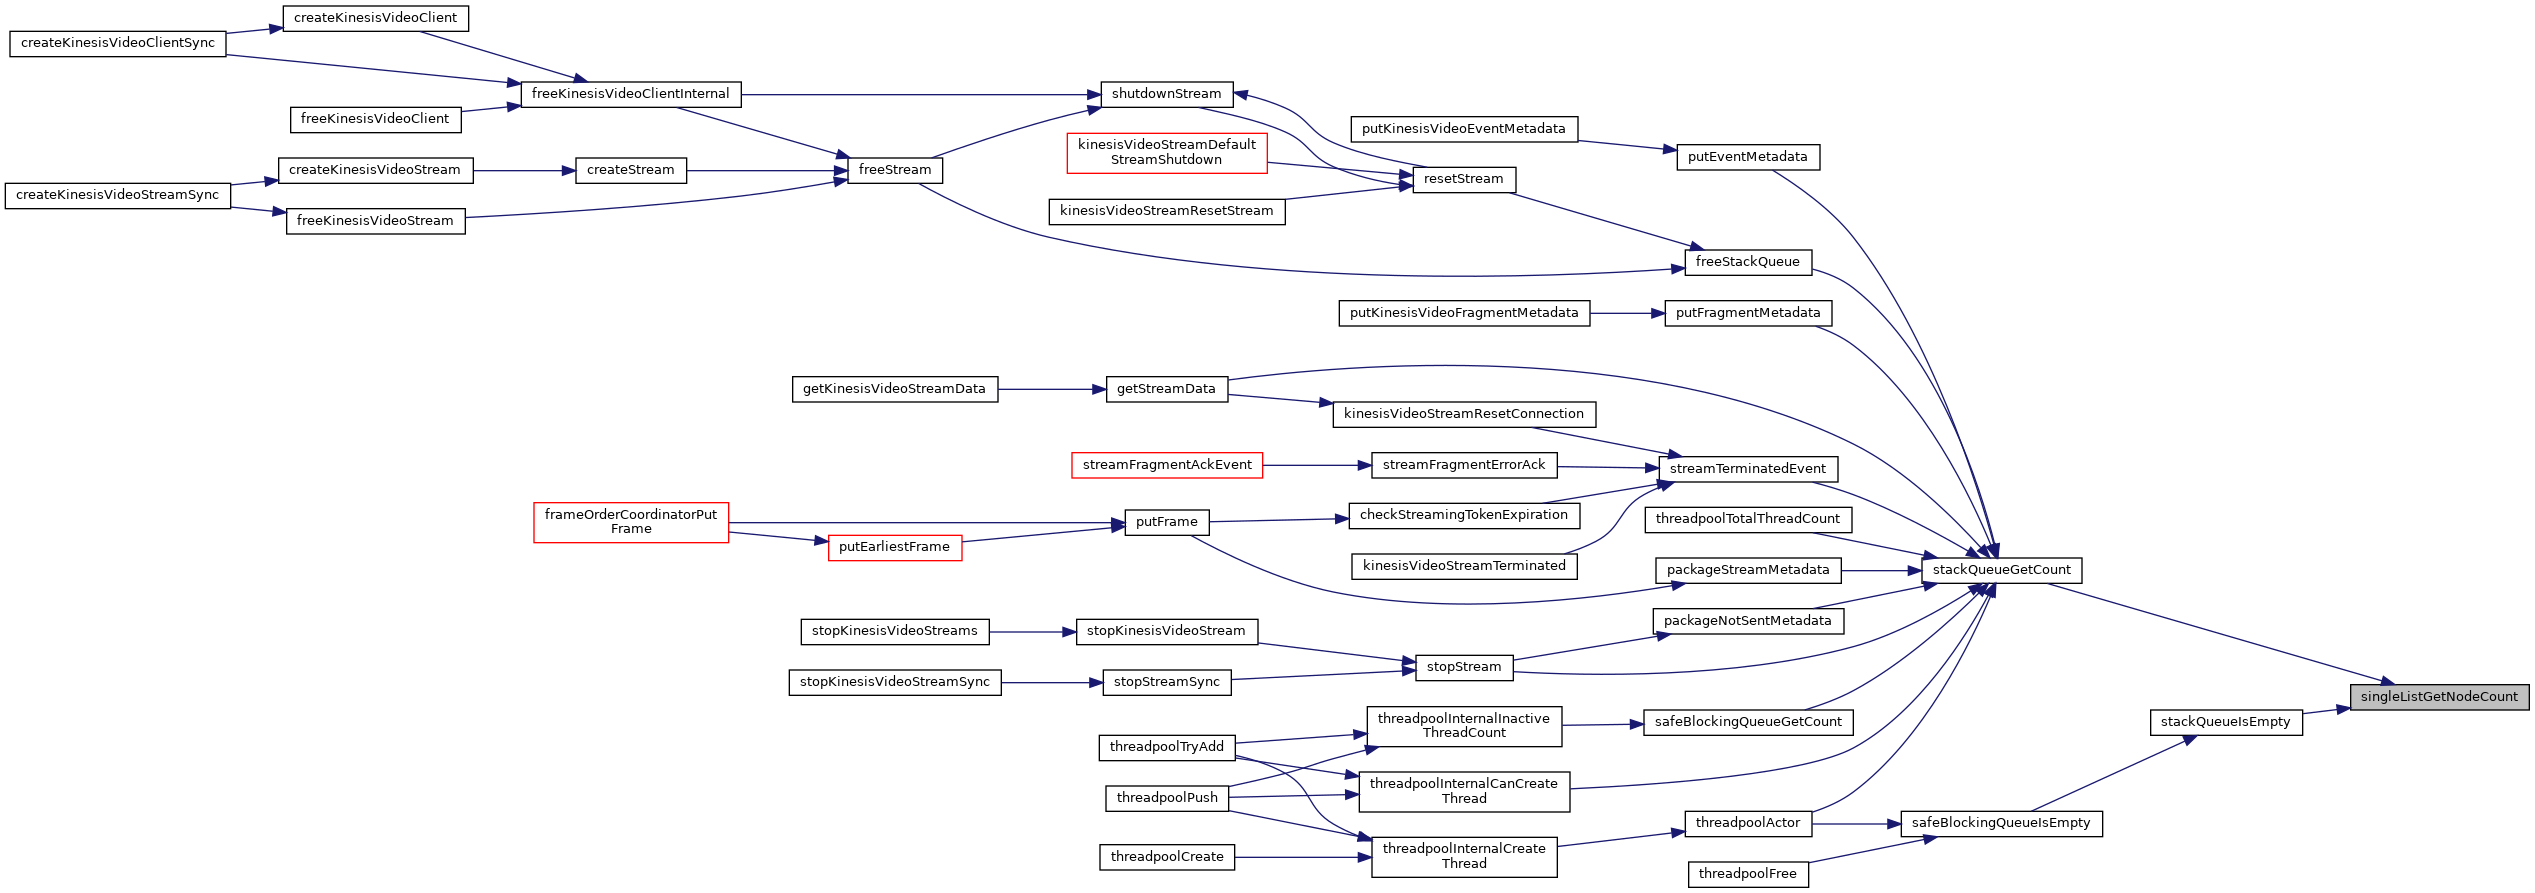 createKinesisVideoClient
createKinesisVideoClientSync
freeKinesisVideoClientInternal
shutdownStream
freeKinesisVideoClient
putKinesisVideoEventMetadata
kinesisVideoStreamDefault
StreamShutdown
putEventMetadata
createKinesisVideoStream
createStream
freeStream
resetStream
createKinesisVideoStreamSync
kinesisVideoStreamResetStream
freeKinesisVideoStream
freeStackQueue
putKinesisVideoFragmentMetadata
putFragmentMetadata
getKinesisVideoStreamData
getStreamData
kinesisVideoStreamResetConnection
streamFragmentAckEvent
streamFragmentErrorAck
streamTerminatedEvent
frameOrderCoordinatorPut
Frame
putFrame
checkStreamingTokenExpiration
threadpoolTotalThreadCount
putEarliestFrame
kinesisVideoStreamTerminated
packageStreamMetadata
stackQueueGetCount
packageNotSentMetadata
stopKinesisVideoStreams
stopKinesisVideoStream
stopStream
stopKinesisVideoStreamSync
stopStreamSync
singleListGetNodeCount
threadpoolInternalInactive
ThreadCount
safeBlockingQueueGetCount
stackQueueIsEmpty
threadpoolTryAdd
threadpoolInternalCanCreate
Thread
threadpoolPush
threadpoolActor
safeBlockingQueueIsEmpty
threadpoolInternalCreate
Thread
threadpoolCreate
threadpoolFree